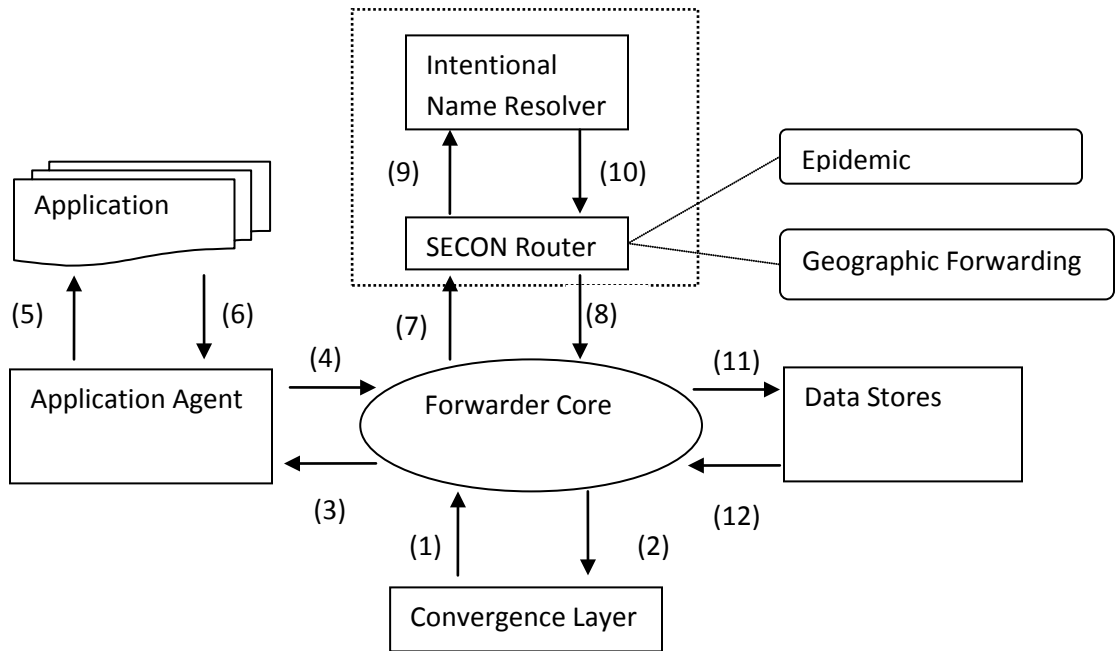 Intentional
Name Resolver
(9)
(10)
Epidemic
Application
SECON Router
Geographic Forwarding
(5)
(6)
(7)
(8)
(4)
(11)
Application Agent
Forwarder Core
Data Stores
(3)
(12)
(1)
(2)
Convergence Layer